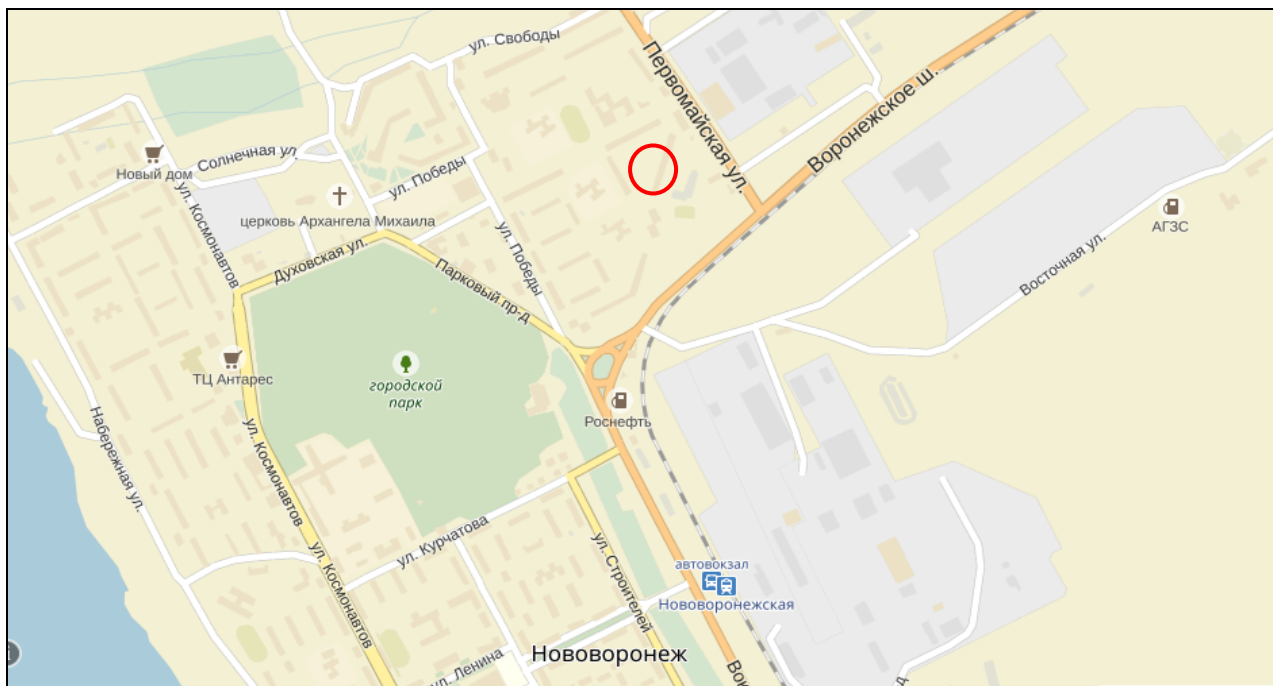 ул. Свободы
Первомайская ул.
Воронежское ш.
Новый дом
Солнечная ул
ул. Победы
церковь Архангела Михаила
ул. Космонавтов
Духовская ул.
Парковый пр-д
ул. Победы
АГЗС
Восточная ул.
ТЦ Антарес
городской
парк
Роснефть
Набережная ул.
ул. Космонавтов
ул. Курчатова
ул. Строителей
ул. Космонавтов
автовокзал
Нововоронежская
Нововоронеж
ул. Ленина